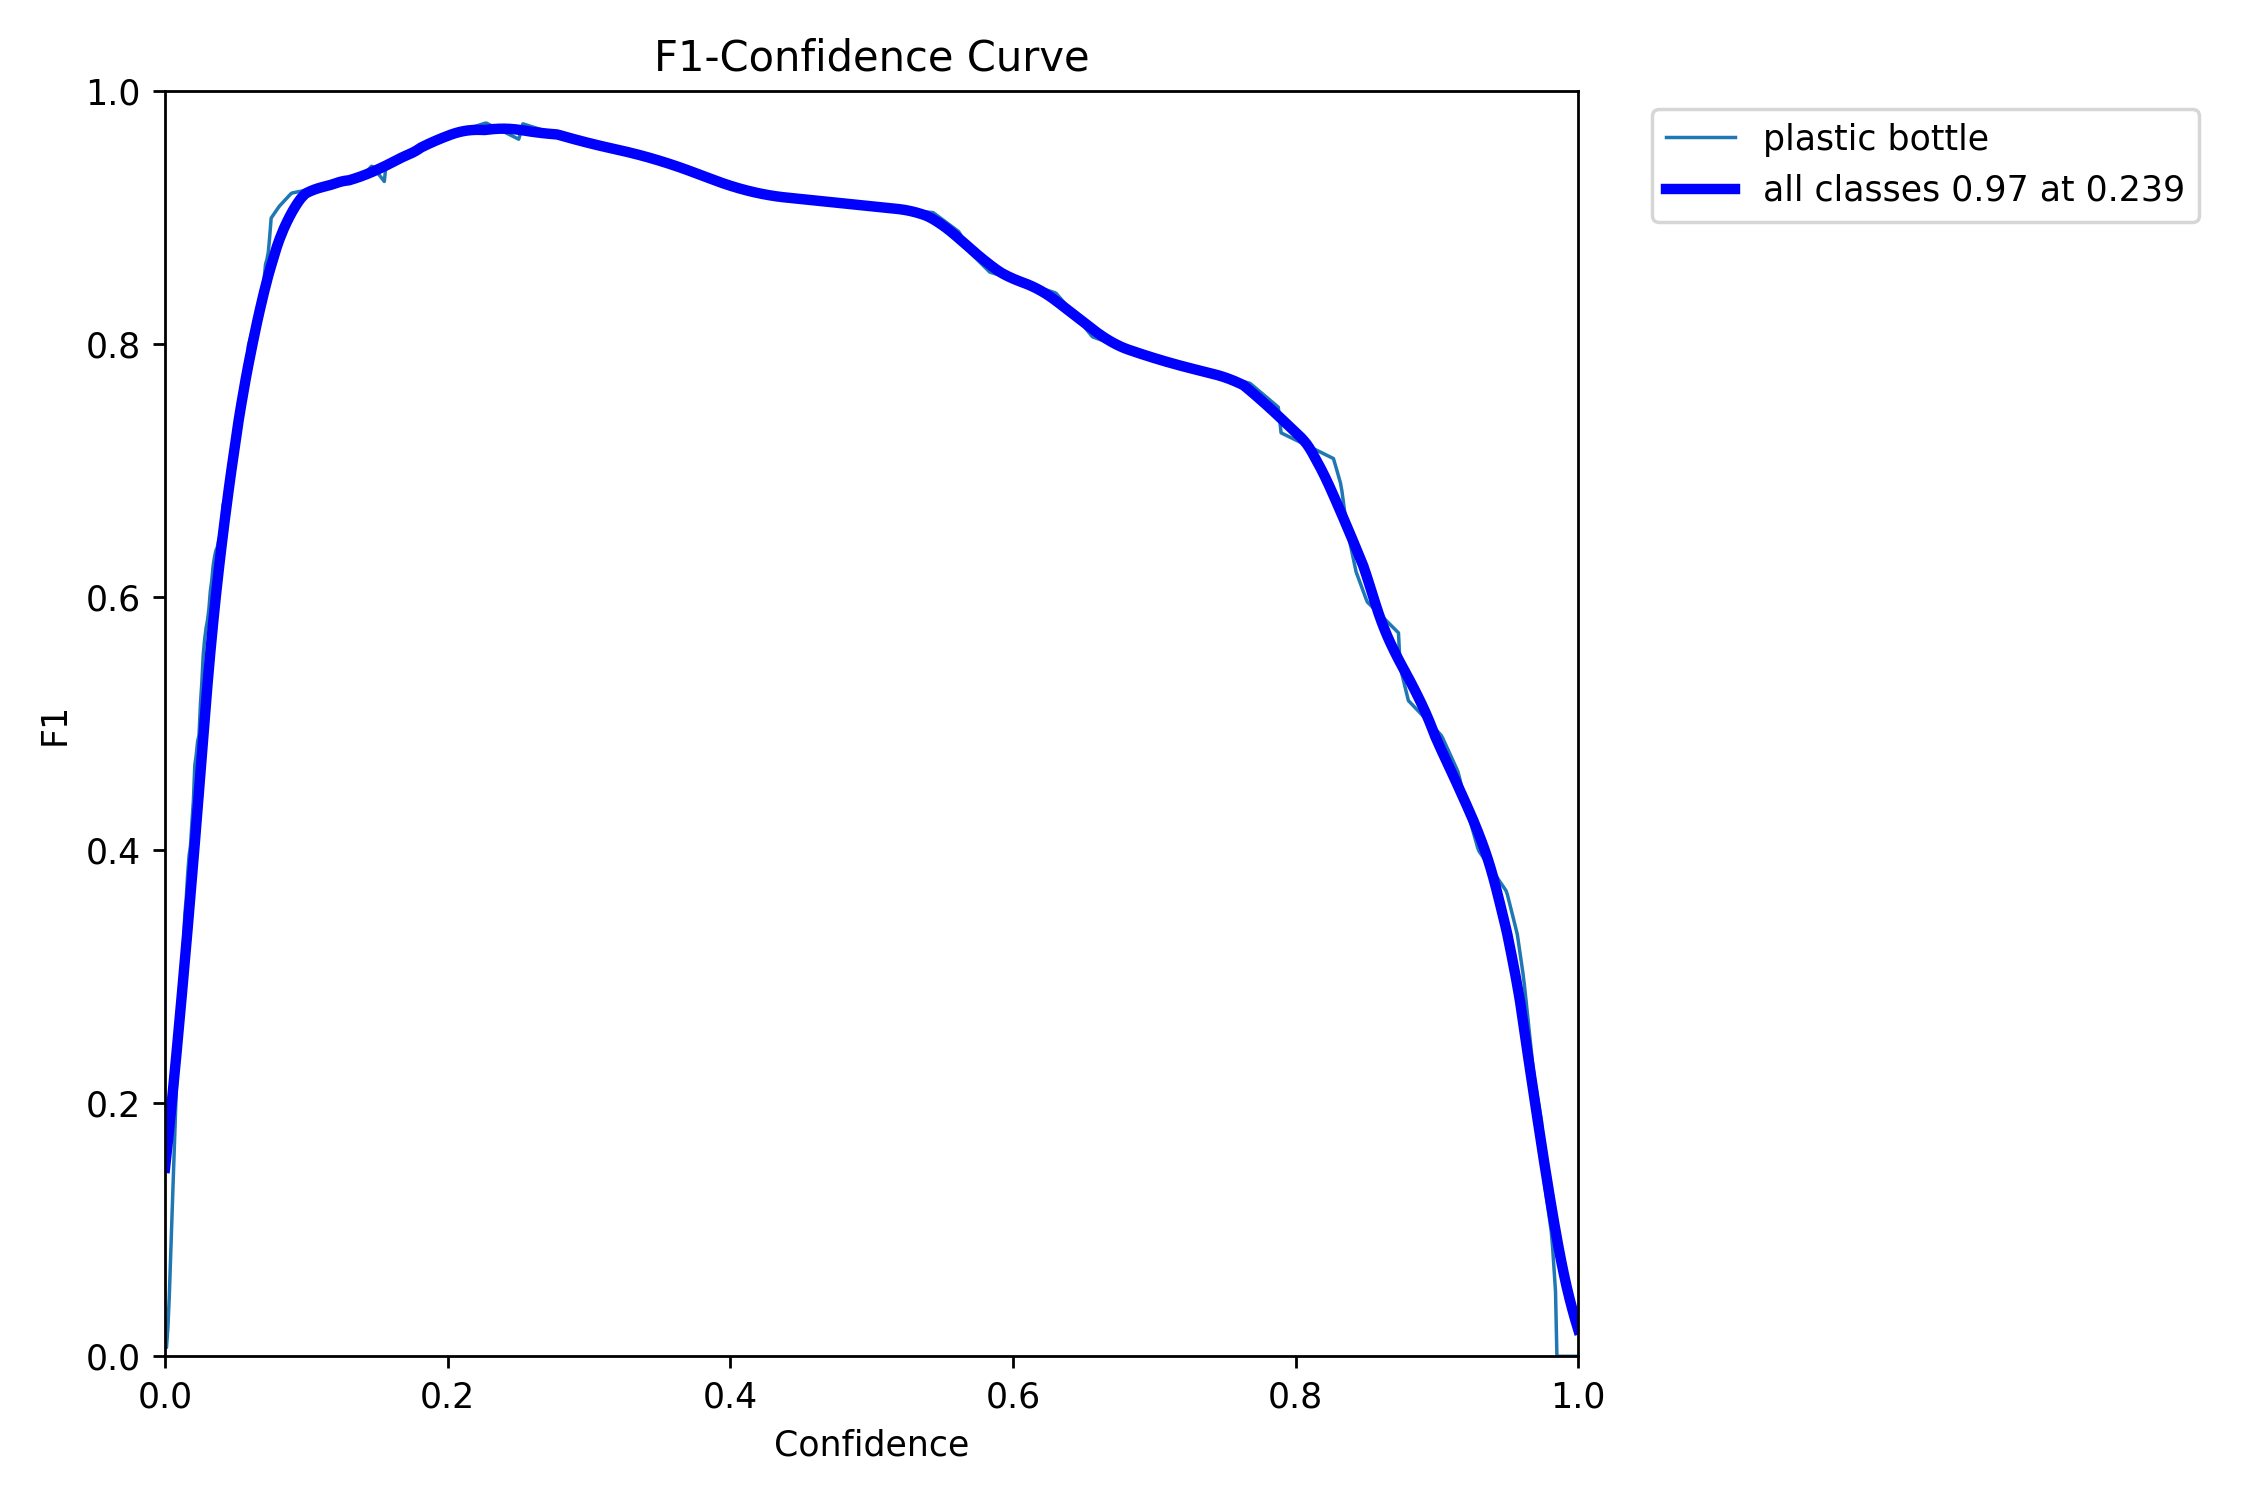 F1-Confidence Curve
1.0
0.8
0.6
0.4
0.2
0.0
F1
0.0 0.2 0.4 0.6 0.8 1.0
Confidence
plastic bottle
all classes 0.97 at 0.239